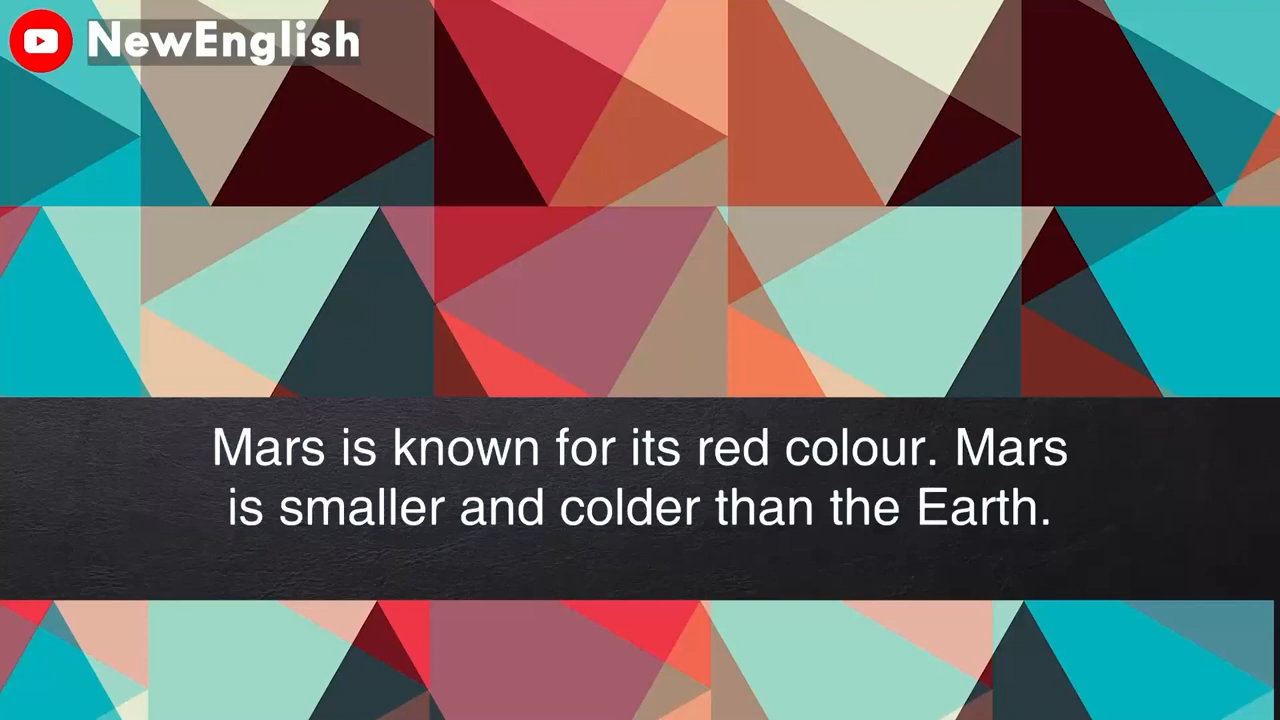 NewEnglish
Mars is known for its red colour. Mars
is smaller and colder than the Earth.